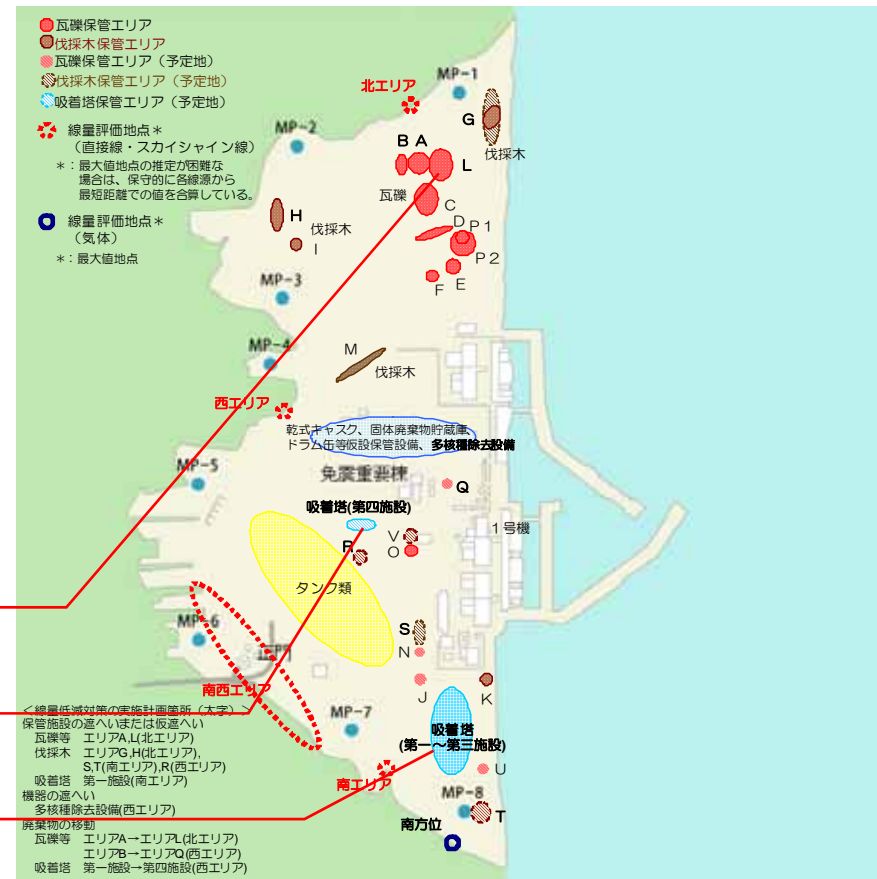 瓦礫保管エリア
伐採木保管エリア
瓦礫保管エリア（予定地）
伐採木保管エリア（予定地）
吸着塔保管エリア（予定地）
線量評価地点＊
（直接線・スカイシャイン線）
＊：最大値地点の推定が困難な
場合は、保守的に各線源から
最短距離での値を合算している。
線量評価地点＊
（気体）
＊：最大値地点
北エリア
MP-1
G
伐採木
MP-2
B A
L
瓦礫
C
H
伐採木
I
D
P1
P2
E
F
MP-3
MP-4
M
伐採木
西エリア
乾式キャスク、固体廃棄物貯蔵庫、
ドラム缶等仮設保管設備、多核種除去設備
MP-5
免震重要棟
Q
吸着塔(第四施設)
1号機
V
R
O
タンク類
MP-6
正門
S
N
南西エリア
J
K
MP-7
吸着塔
(第一～第三施設)
南エリア
U
MP-8
T
南方位
＜線量低減対策の実施計画箇所（太字）＞
保管施設の遮へいまたは仮遮へい
瓦礫等 エリアA,L(北エリア)
伐採木 エリアG,H(北エリア),
S,T(南エリア),R(西エリア)
吸着塔 第一施設(南エリア)
機器の遮へい
多核種除去設備(西エリア)
廃棄物の移動
瓦礫等 エリアA→エリアL(北エリア)
エリアB→エリアQ(西エリア)
吸着塔 第一施設→第四施設(西エリア)